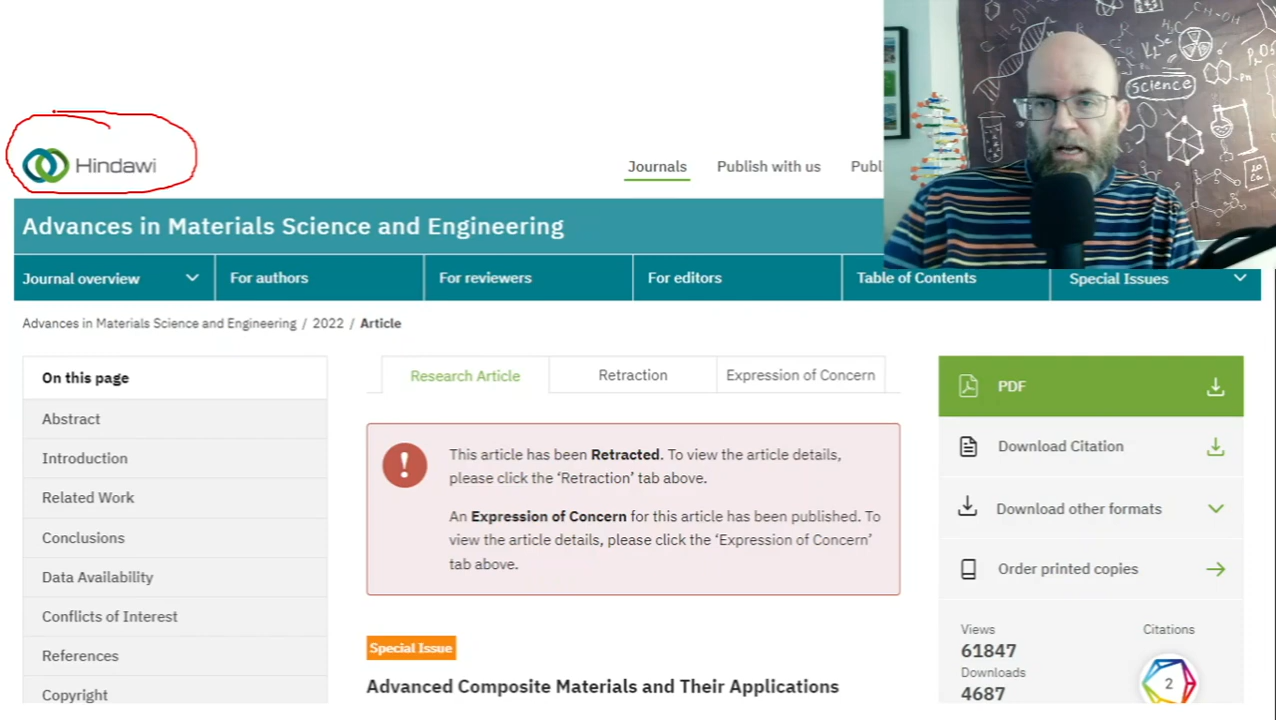 Hindawi
Journals
Publish with us
Publ
Advances in Materials Science and Engineering
Journal overview
For authors
For reviewers
For editors
Table of Contents
Special Issues
Advances in Materials Science and Engineering / 2022 / Article
On this page
Abstract
Introduction
Related Work
Conclusions
Data Availability
Conflicts of Interest
References
Copyright
Research Article
Retraction
Expression of Concern
This article has been Retracted. To view the article details,
please click the ‘Retraction’ tab above.
An Expression of Concern for this article has been published. To
view the article details, please click the ‘Expression of Concern’
tab above.
Special Issue
Advanced Composite Materials and Their Applications
PDF
Download Citation
Download other formats
Order printed copies
Views
61847
Downloads
4687
Citations
2
science